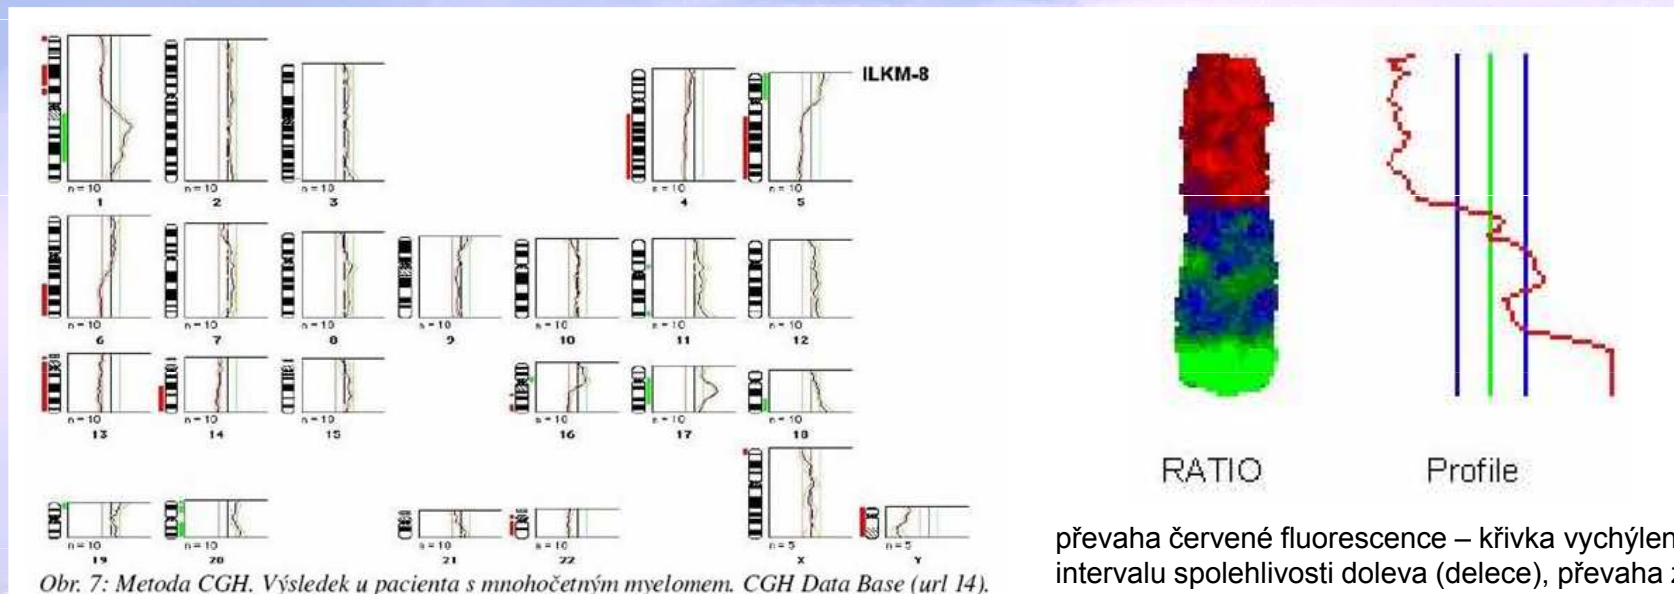 ILKM-8
n = 10 n = 10 n = 10 n = 10 n = 10
1 2 3 4 5
n = 10 n = 10 n = 10 n = 10 n = 10 n = 10 n = 10
6 7 8 9 10 11 12
n = 10 n = 10 n = 10 n = 10 n = 10 n = 10
13 14 15 16 17 18
n = 10 n = 10 n = 10 n = 10 n = 5 n = 5
19 20 21 22 X Y
Obr. 7: Metoda CGH. Výsledek u pacienta s mnohočetným myelomem. CGH Data Base (url 14).
RATIO Profile
převaha červené fluorescence – křivka vychýlen
intervalu spolehlivosti doleva (delece), převaha